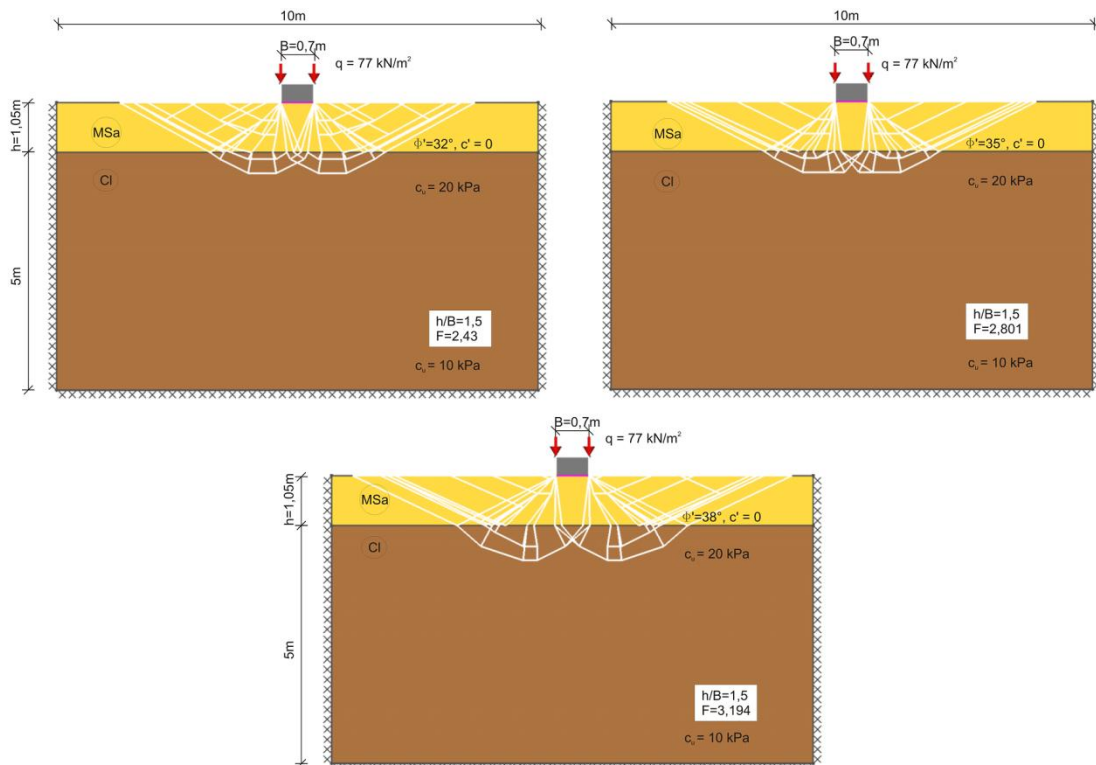 10m
B=0,7m
q = 77 kN/m²
h=1,05m
MSa
ϕ'=32°, c' = 0
Cl
cᵤ = 20 kPa
5m
h/B=1,5
F=2,43
cᵤ = 10 kPa
10m
B=0,7m
q = 77 kN/m²
MSa
ϕ'=35°, c' = 0
Cl
cᵤ = 20 kPa
h/B=1,5
F=2,801
cᵤ = 10 kPa
B=0,7m
q = 77 kN/m²
h=1,05m
MSa
ϕ'=38°, c' = 0
Cl
cᵤ = 20 kPa
5m
h/B=1,5
F=3,194
cᵤ = 10 kPa